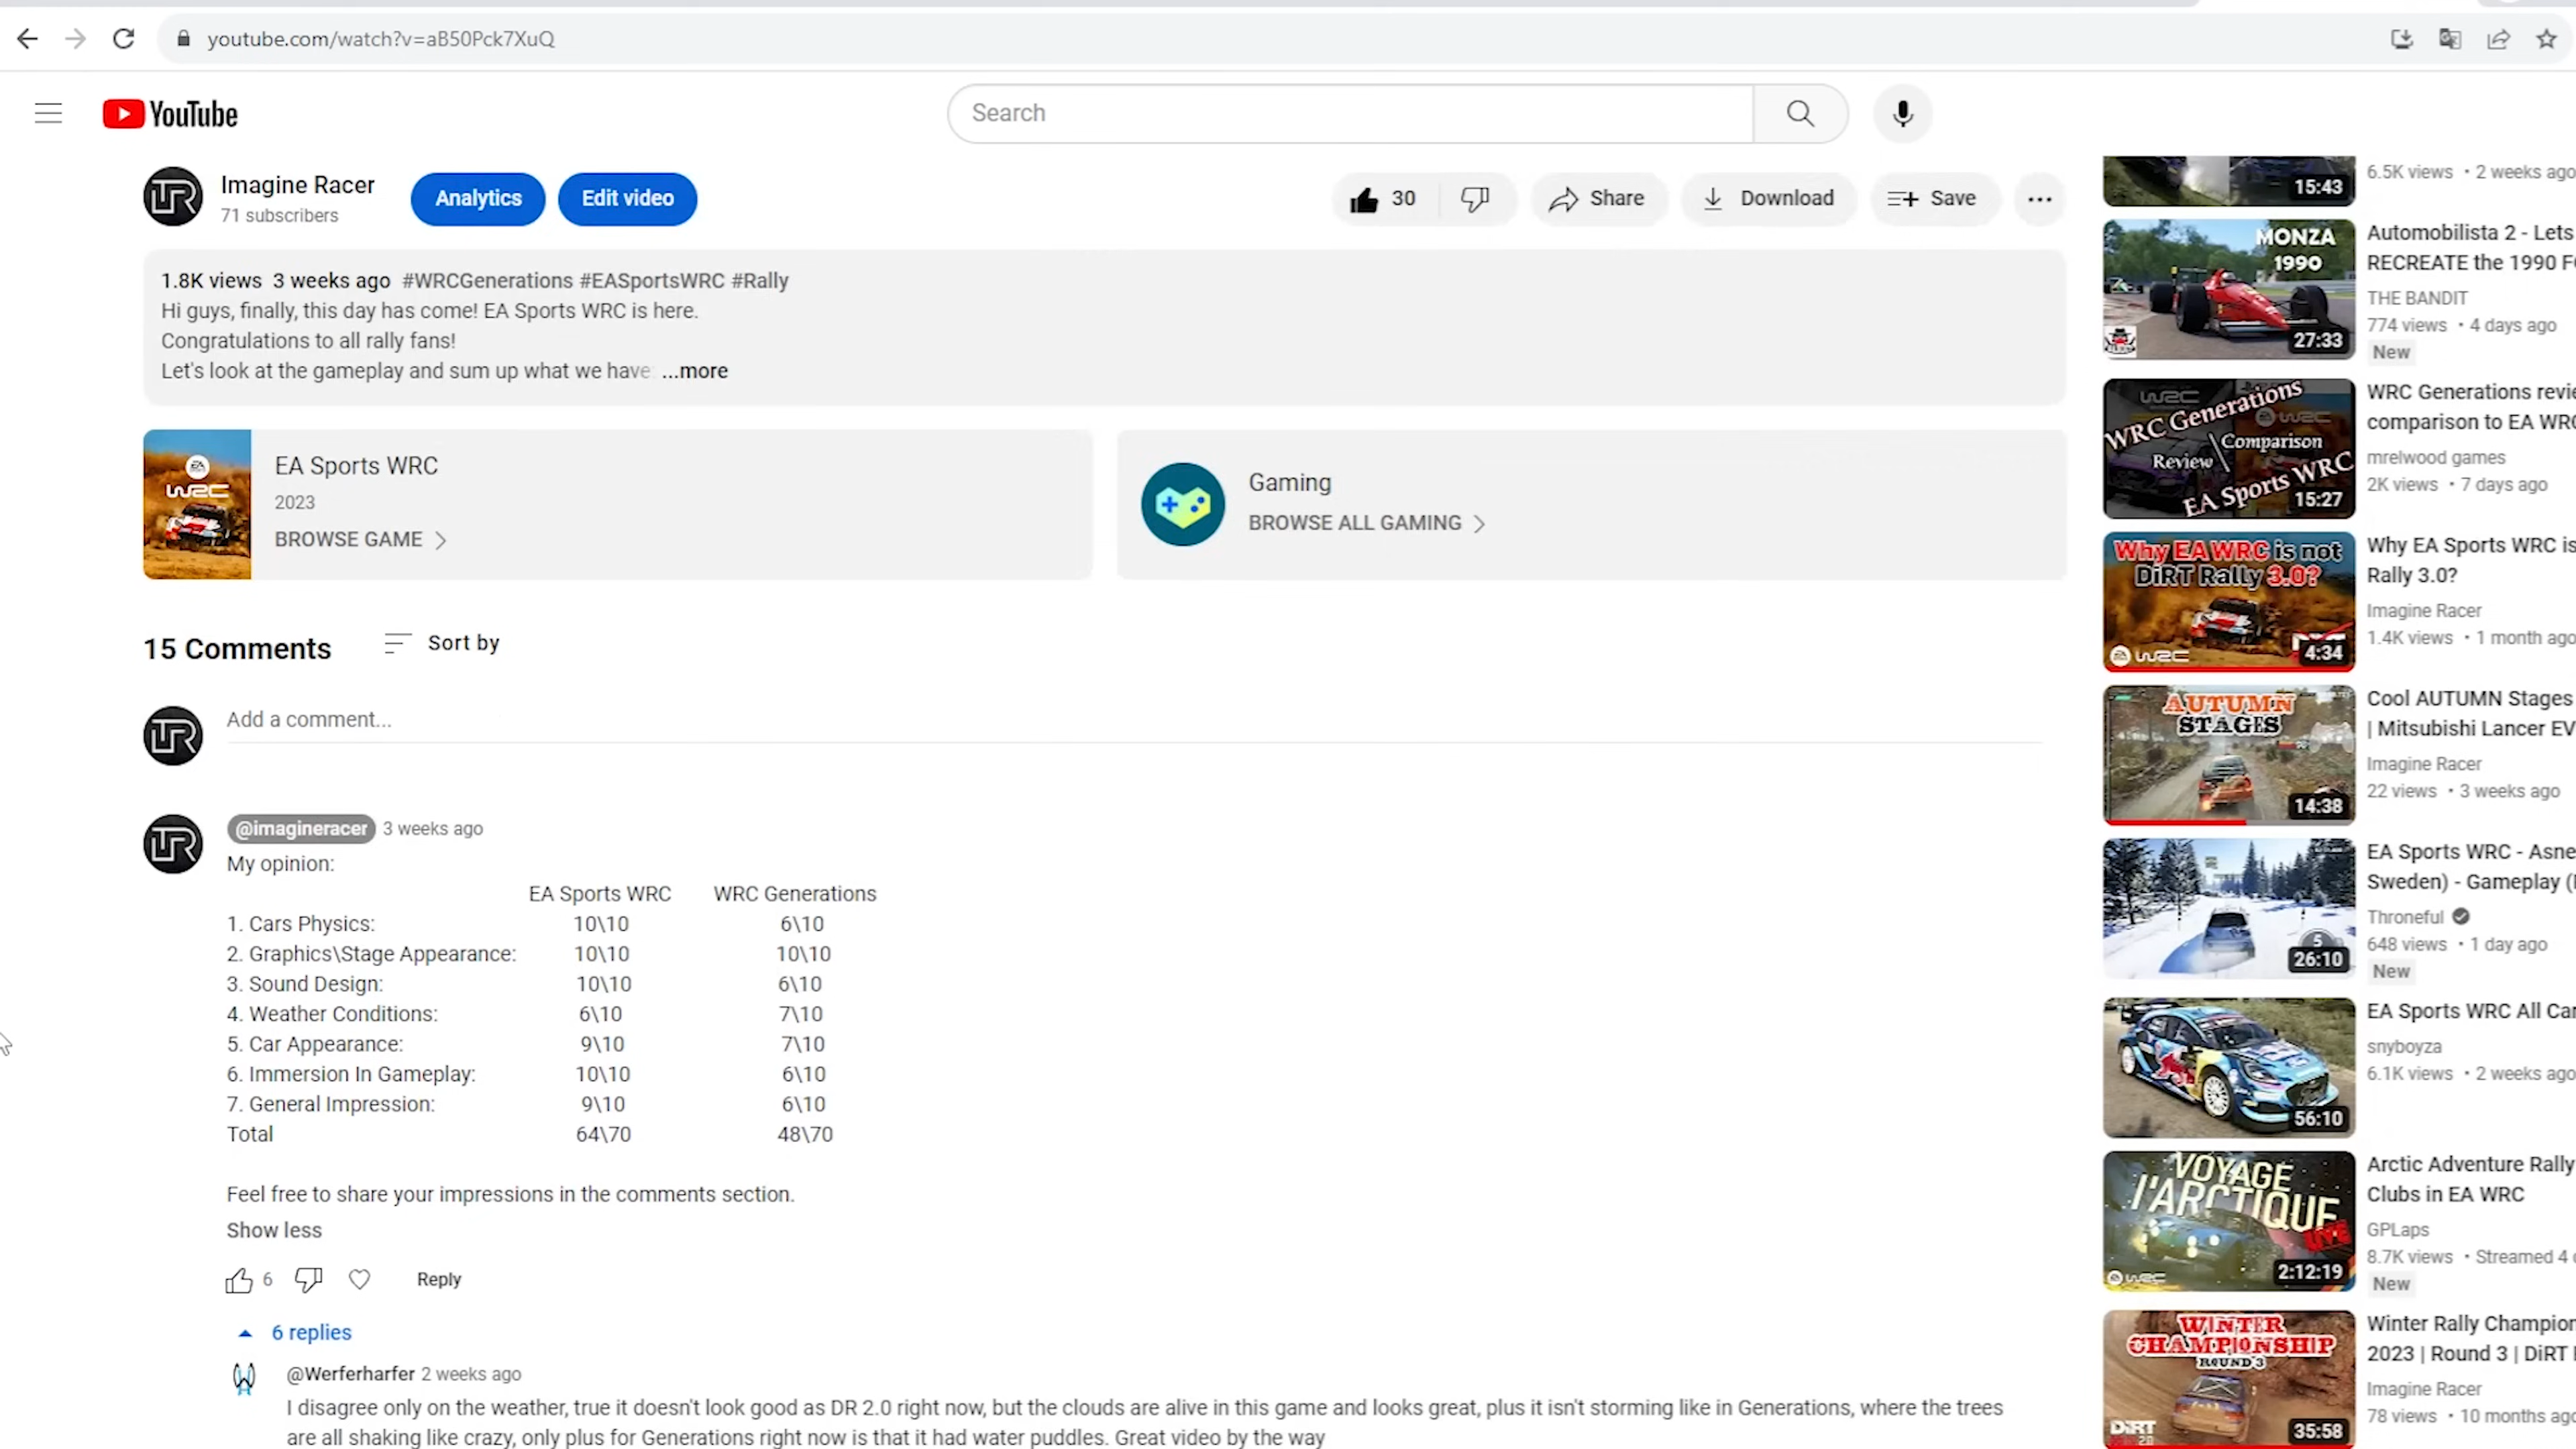 youtube.com/watch?v=aB50Pck7XuQ
YouTube
Search
Imagine Racer
71 subscribers
Analytics
Edit video
30
Share
Download
Save
1.8K views 3 weeks ago #WRCGenerations #EASportsWRC #Rally
Hi guys, finally, this day has come! EA Sports WRC is here.
Congratulations to all rally fans!
Let's look at the gameplay and sum up what we have ...more
EA Sports WRC
2023
BROWSE GAME
Gaming
BROWSE ALL GAMING
15 Comments
Sort by
Add a comment...
@imagineracer 3 weeks ago
My opinion:
EA Sports WRC WRC Generations
1. Cars Physics: 10\10 6\10
2. Graphics\Stage Appearance: 10\10 10\10
3. Sound Design: 10\10 6\10
4. Weather Conditions: 6\10 7\10
5. Car Appearance: 9\10 7\10
6. Immersion In Gameplay: 10\10 6\10
7. General Impression: 9\10 6\10
Total 64\70 48\70
Feel free to share your impressions in the comments section.
Show less
6
Reply
6 replies
@Werferharfer 2 weeks ago
I disagree only on the weather, true it doesn't look good as DR 2.0 right now, but the clouds are alive in this game and looks great, plus it isn't storming like in Generations, where the trees
are all shaking like crazy, only plus for Generations right now is that it had water puddles. Great video by the way
15:43
6.5K views • 2 weeks ago
MONZA
1990
27:33
Automobilista 2 - Lets
RECREATE the 1990
THE BANDIT
774 views • 4 days ago
New
WRC Generations
Comparison
Review
EA Sports WRC
15:27
WRC Generations
comparison to EA
mrelwood games
2K views • 7 days ago
Why EA WRC is not
DiRT Rally 3.0?
4:34
Why EA Sports WRC is
Rally 3.0?
Imagine Racer
1.4K views • 1 month ago
AUTUMN
STAGES
14:38
Cool AUTUMN Stages
| Mitsubishi Lancer
Imagine Racer
22 views • 3 weeks ago
26:10
EA Sports WRC -
Sweden) - Gameplay
Throneful
648 views • 1 day ago
New
56:10
EA Sports WRC All
snyboyza
6.1K views • 2 weeks ago
VOYAGE
l'ARCTIQUE
LIVE
2:12:19
Arctic Adventure Rally
Clubs in EA WRC
GPLaps
8.7K views • Streamed 4
New
WINTER
CHAMPIONSHIP
ROUND 3
DiRT
2.0
35:58
Winter Rally
2023 | Round 3 |
Imagine Racer
78 views • 10 months